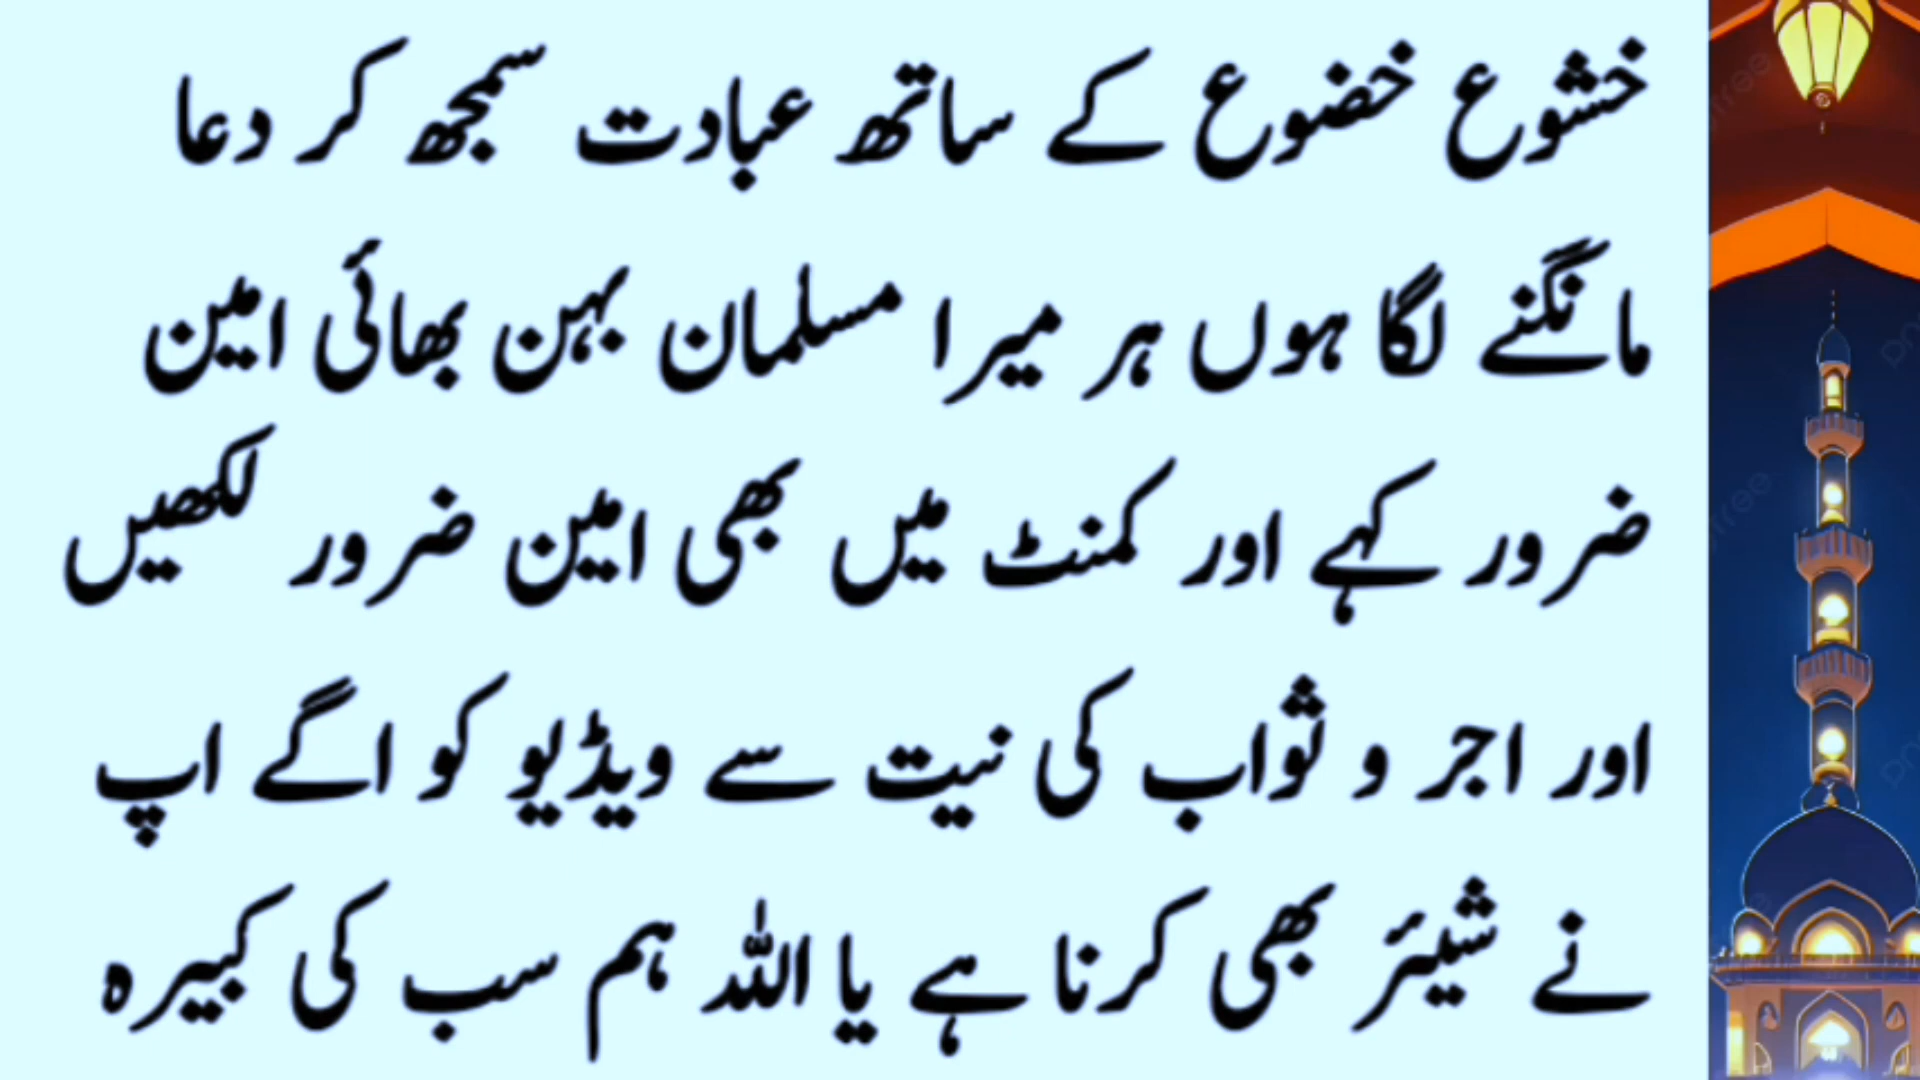 خشوع خضوع کے ساتھ عبادت سمجھ کر دعا
مانگنے لگا ہوں ہر میرا مسلمان بہن بھائی امین
ضرور کہے اور کمنٹ میں بھی امین ضرور لکھیں
اور اجر و ثواب کی نیت سے ویڈیو کو اگے اپ
نے شیئر بھی کرنا ہے یا اللہ ہم سب کی کبیرہ